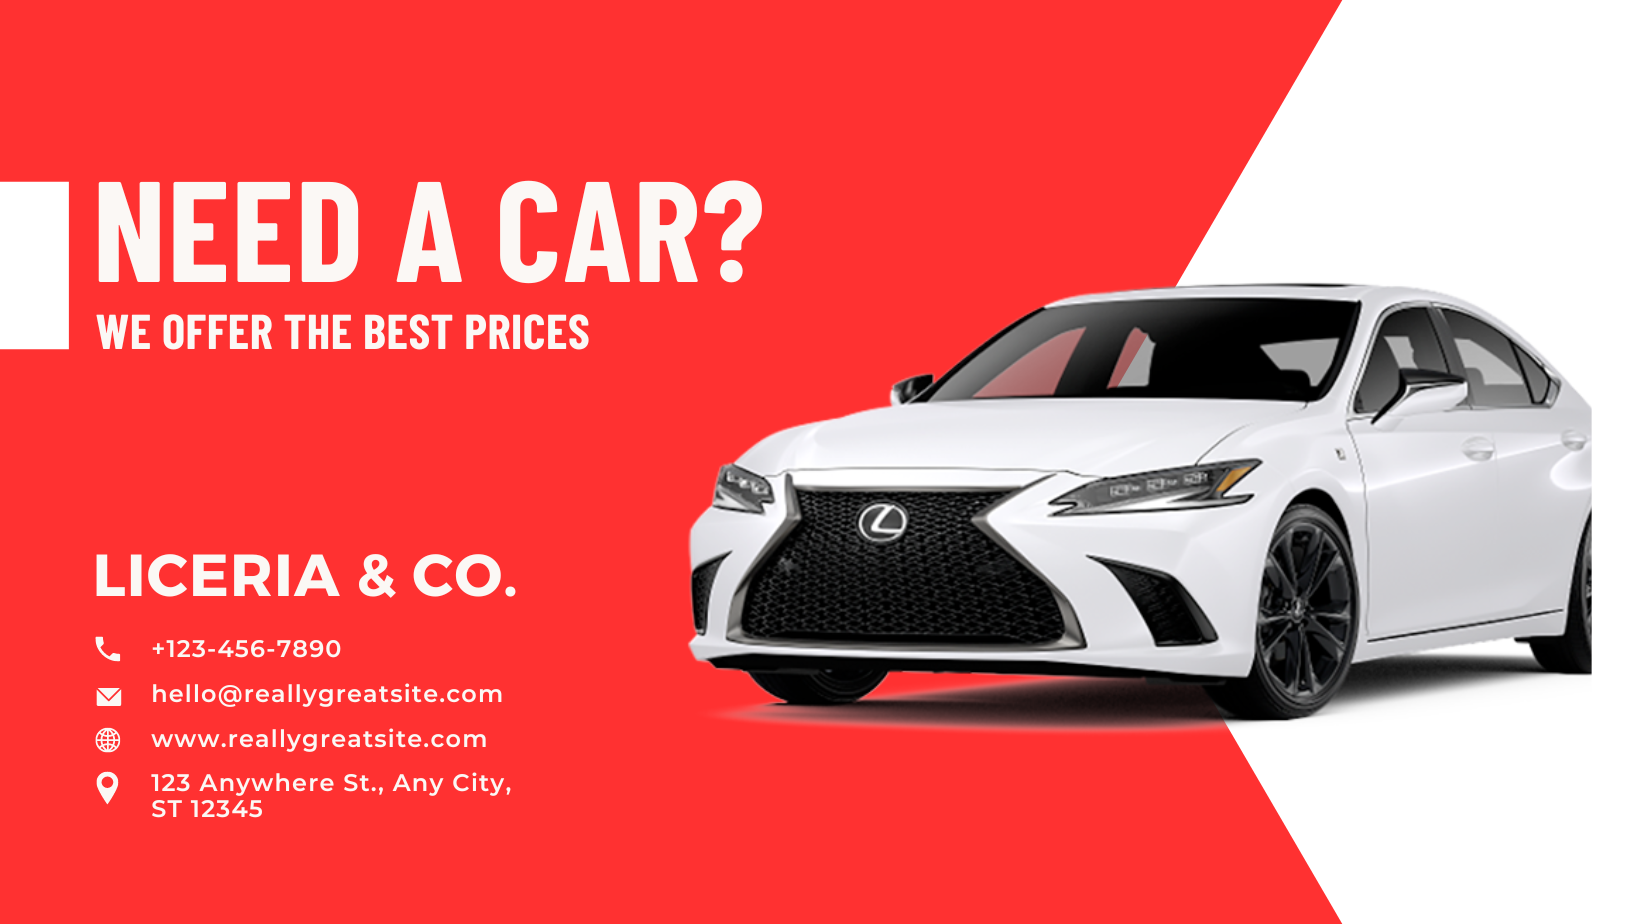 NEED A CAR?
WE OFFER THE BEST PRICES
LICERIA & CO.
+123-456-7890
hello@reallygreatsite.com
www.reallygreatsite.com
123 Anywhere St., Any City,
ST 12345